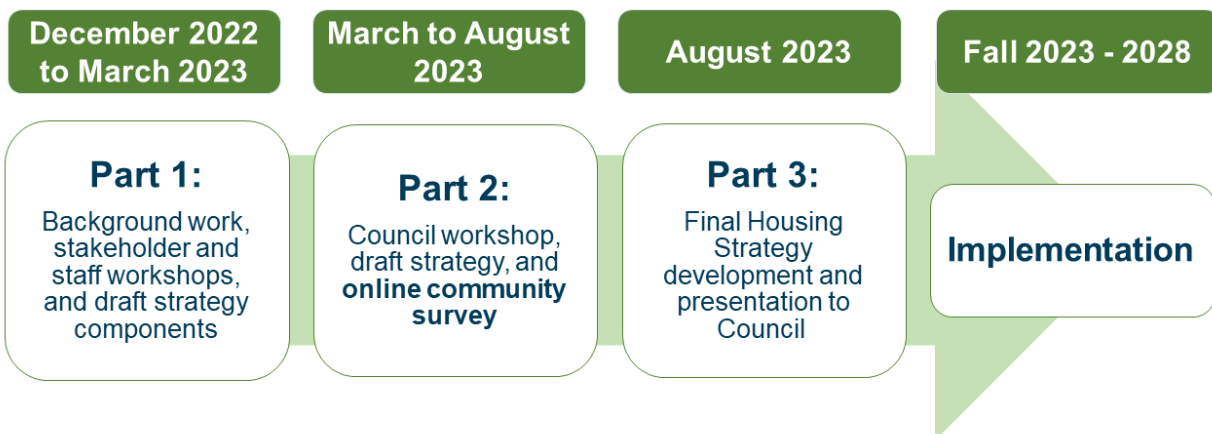 December 2022
to March 2023
March to August
2023
August 2023
Fall 2023 - 2028
Part 1:
Background work,
stakeholder and
staff workshops,
and draft strategy
components
Part 2:
Council workshop,
draft strategy, and
online community
survey
Part 3:
Final Housing
Strategy
development and
presentation to
Council
Implementation